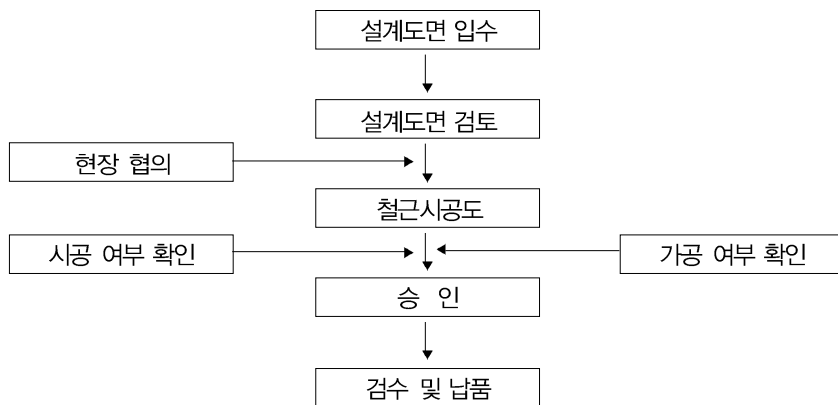 설계도면 입수
설계도면 검토
현장 협의
철근시공도
시공 여부 확인
가공 여부 확인
승 인
검수 및 납품